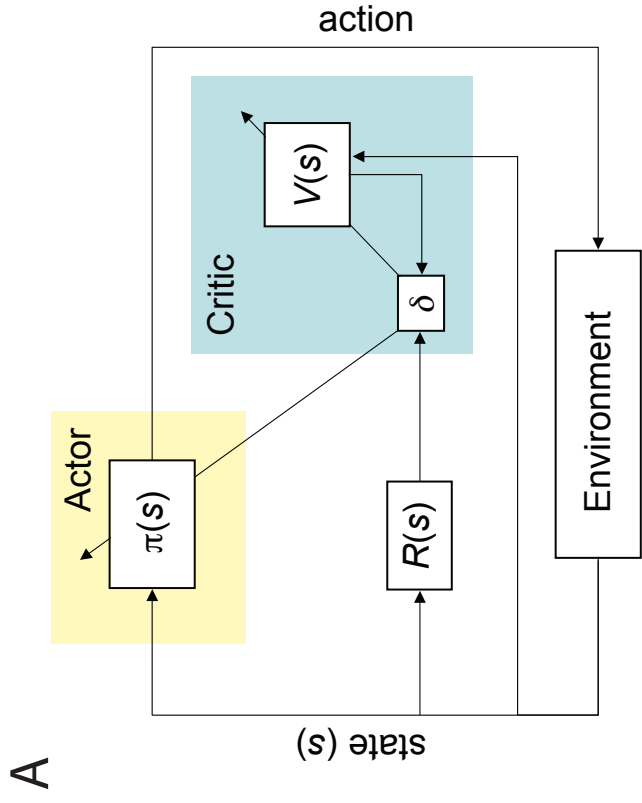 A
Actor
π(s)
Critic
V(s)
δ
R(s)
Environment
state (s)
action